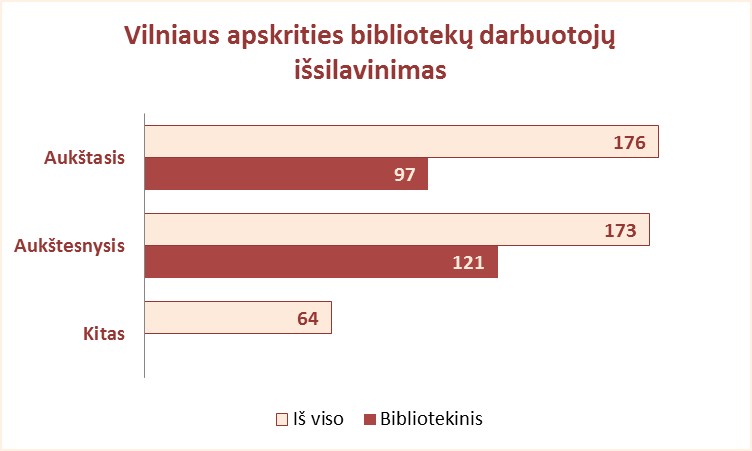 Vilniaus apskrities bibliotekų darbuotojų
išsilavinimas
Aukštasis
176
97
Aukštesnysis
173
121
Kitas
64
Iš viso
Bibliotekinis